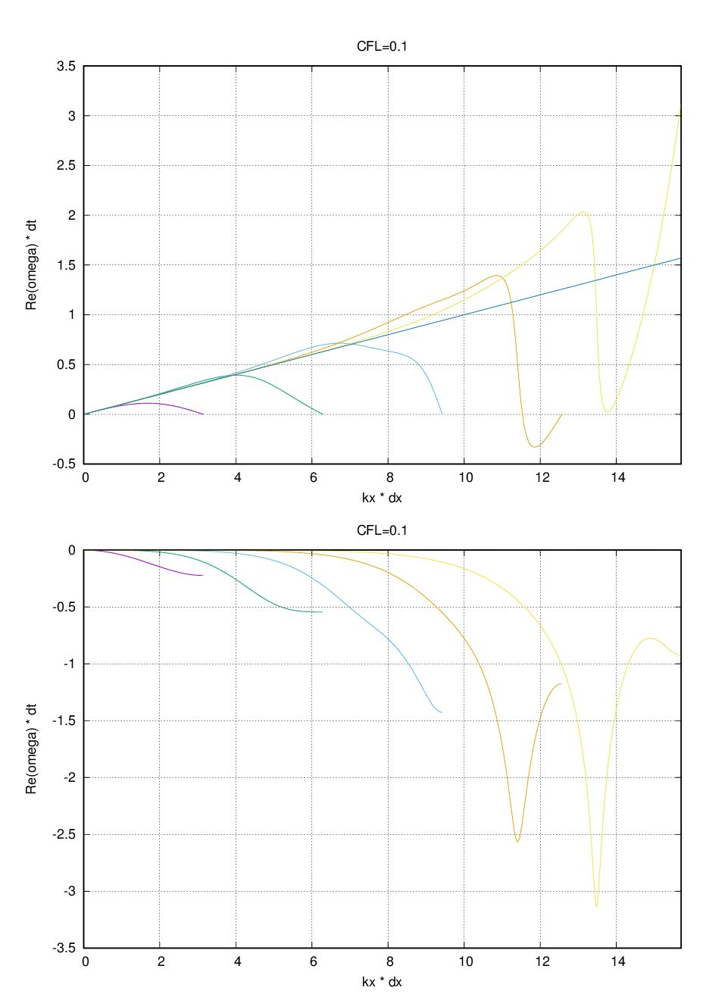 CFL=0.1
3.5
3
2.5
2
1.5
1
0.5
0
-0.5
Re(omega) * dt
0 2 4 6 8 10 12 14
kx * dx
CFL=0.1
0
-0.5
-1
-1.5
-2
-2.5
-3
-3.5
Re(omega) * dt
0 2 4 6 8 10 12 14
kx * dx